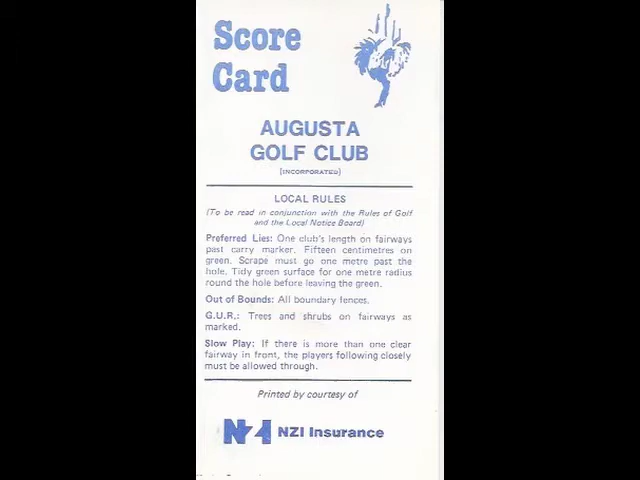 Score
Card
AUGUSTA
GOLF CLUB
(INCORPORATED)
LOCAL RULES
(To be read in conjunction with the Rules of Golf
and the Local Notice Board)
Preferred Lies: One club's length on fairways
past carry marker. Fifteen centimetres on
green. Scrape must go one metre past the
hole. Tidy green surface for one metre radius
round the hole before leaving the green.
Out of Bounds: All boundary fences.
G.U.R.: Trees and shrubs on fairways as
marked.
Slow Play: If there is more than one clear
fairway in front, the players following closely
must be allowed through.
Printed by courtesy of
NZI NZI Insurance